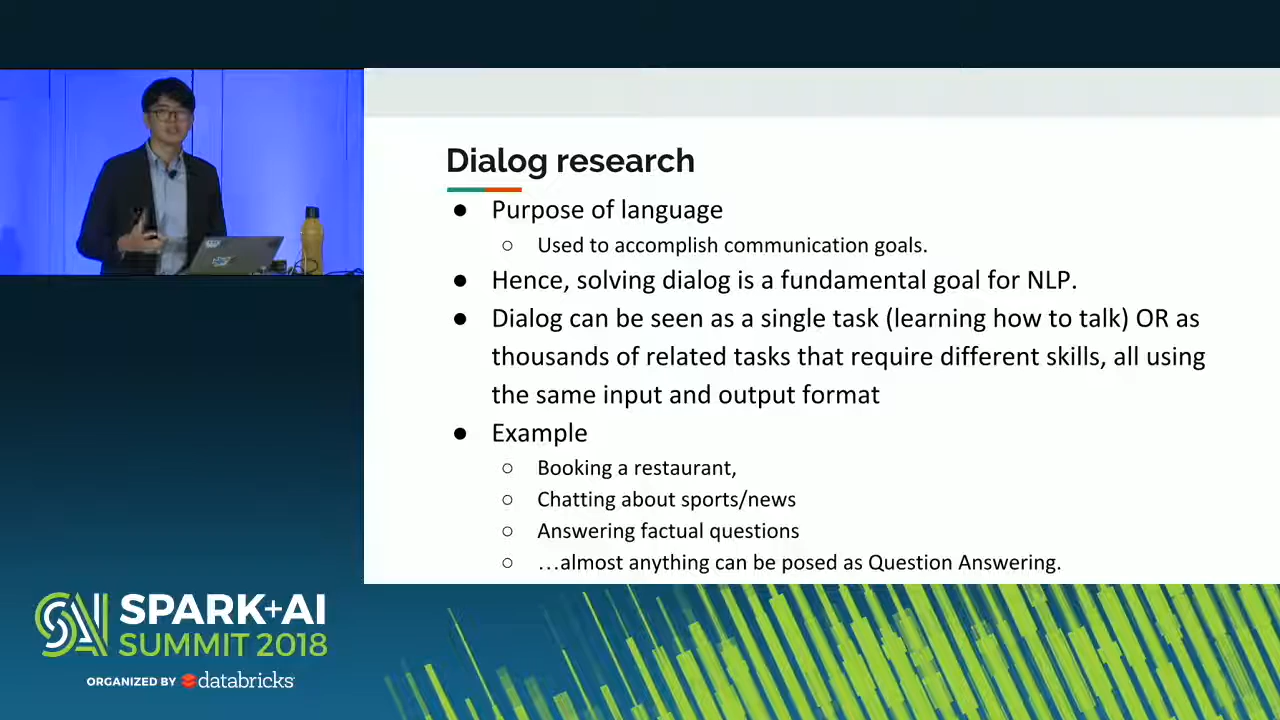 Dialog research
● Purpose of language
○ Used to accomplish communication goals.
● Hence, solving dialog is a fundamental goal for NLP.
● Dialog can be seen as a single task (learning how to talk) OR as
thousands of related tasks that require different skills, all using
the same input and output format
● Example
○ Booking a restaurant,
○ Chatting about sports/news
○ Answering factual questions
○ …almost anything can be posed as Question Answering.
SPARK+AI
SUMMIT 2018
ORGANIZED BY databricks